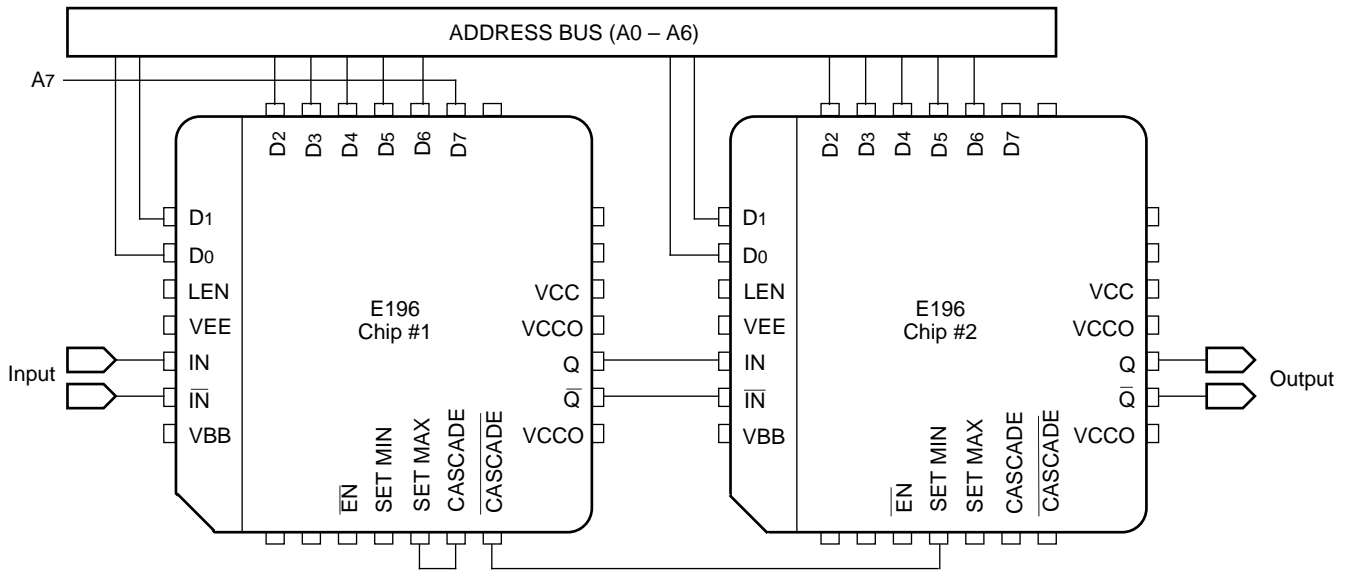 ADDRESS BUS (A0 – A6)
A7
D2 D3 D4 D5 D6 D7
D1
D0
LEN
VEE
IN
IN
VBB
E196
Chip #1
VCC
VCCO
Q
Q
VCCO
EN SET MIN SET MAX CASCADE CASCADE
Input
D2 D3 D4 D5 D6 D7
D1
D0
LEN
VEE
IN
IN
VBB
E196
Chip #2
VCC
VCCO
Q
Q
VCCO
EN SET MIN SET MAX CASCADE CASCADE
Output